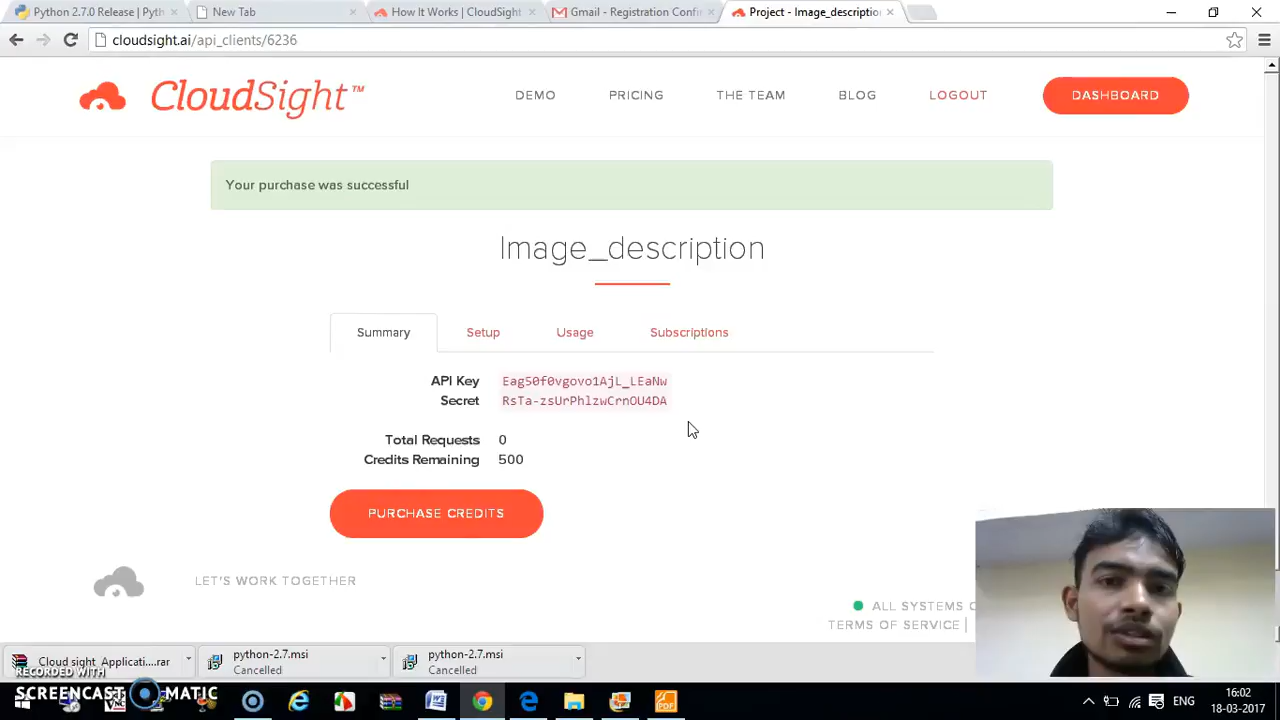 Python 2.7.0 Release | Pyth
New Tab
How It Works | CloudSight
Gmail - Registration Confir
Project - Image_descriptio
cloudsight.ai/api_clients/6236
CloudSight™
DEMO
PRICING
THE TEAM
BLOG
LOGOUT
DASHBOARD
Your purchase was successful
Image_description
Summary
Setup
Usage
Subscriptions
API Key Eag50f0vgovo1AjL_LEaNw
Secret RsTa-zsUrPhlzwCrnOU4DA
Total Requests 0
Credits Remaining 500
PURCHASE CREDITS
LET'S WORK TOGETHER
ALL SYSTEMS
TERMS OF SERVICE |
Cloud sight_Applicati....rar
python-2.7.msi
Cancelled
python-2.7.msi
Cancelled
RECORDED WITH
SCREENCAST MATIC
ENG
16:02
18-03-2017